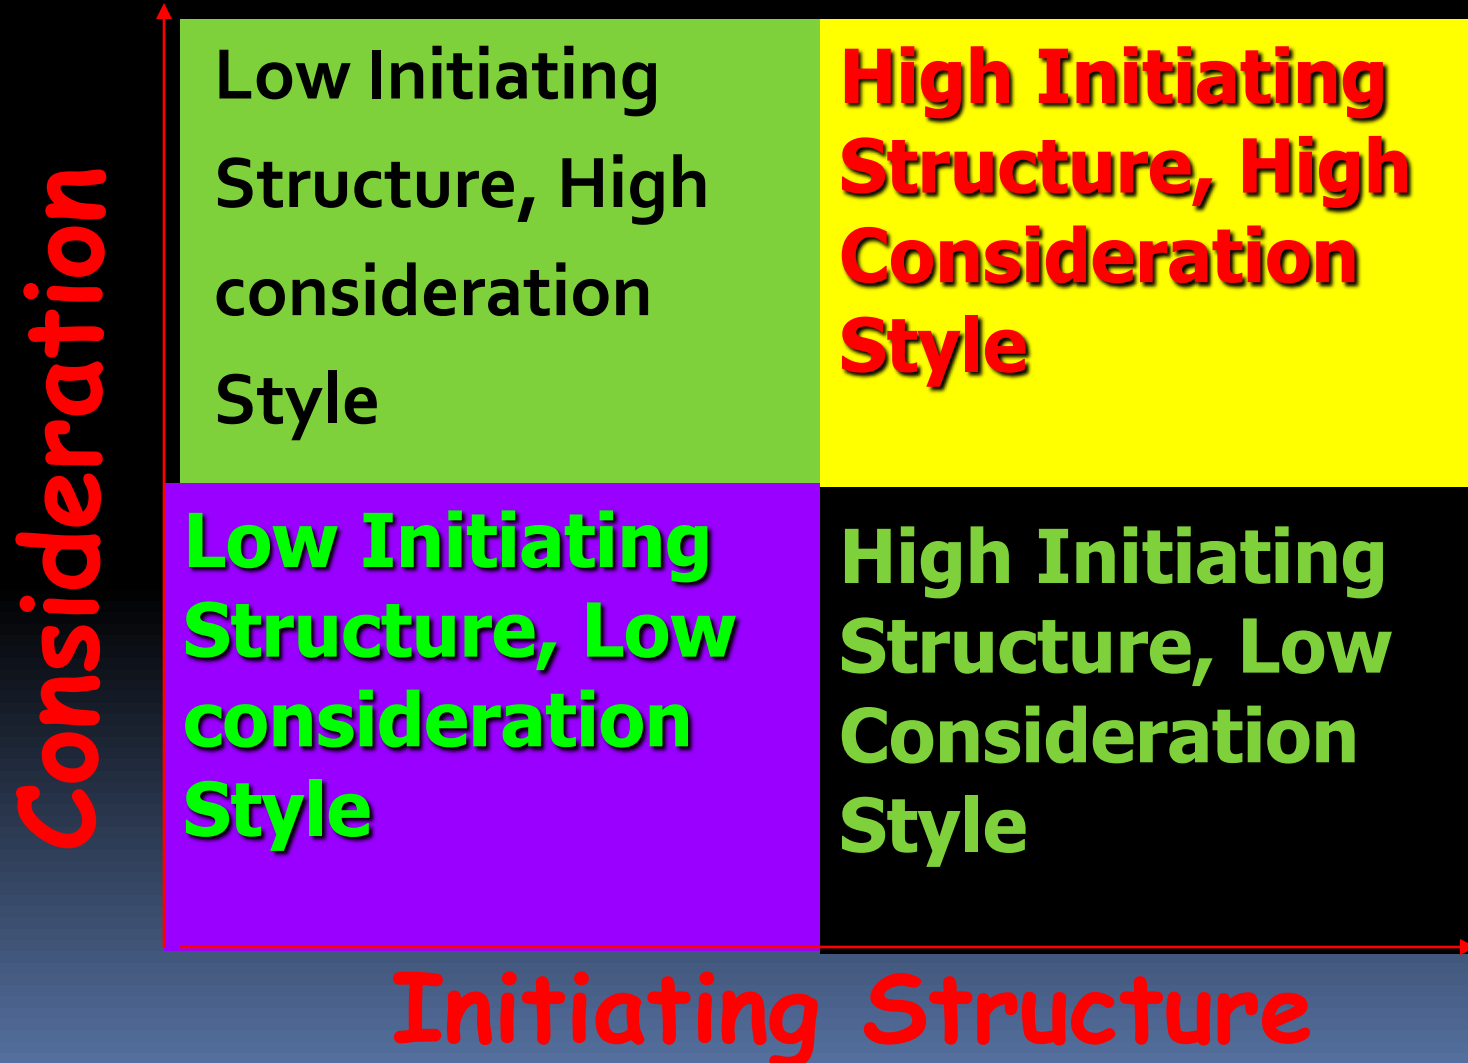 Consideration
Low Initiating
Structure, High
consideration
Style
High Initiating
Structure, High
Consideration
Style
Low Initiating
Structure, Low
consideration
Style
High Initiating
Structure, Low
Consideration
Style
Initiating Structure